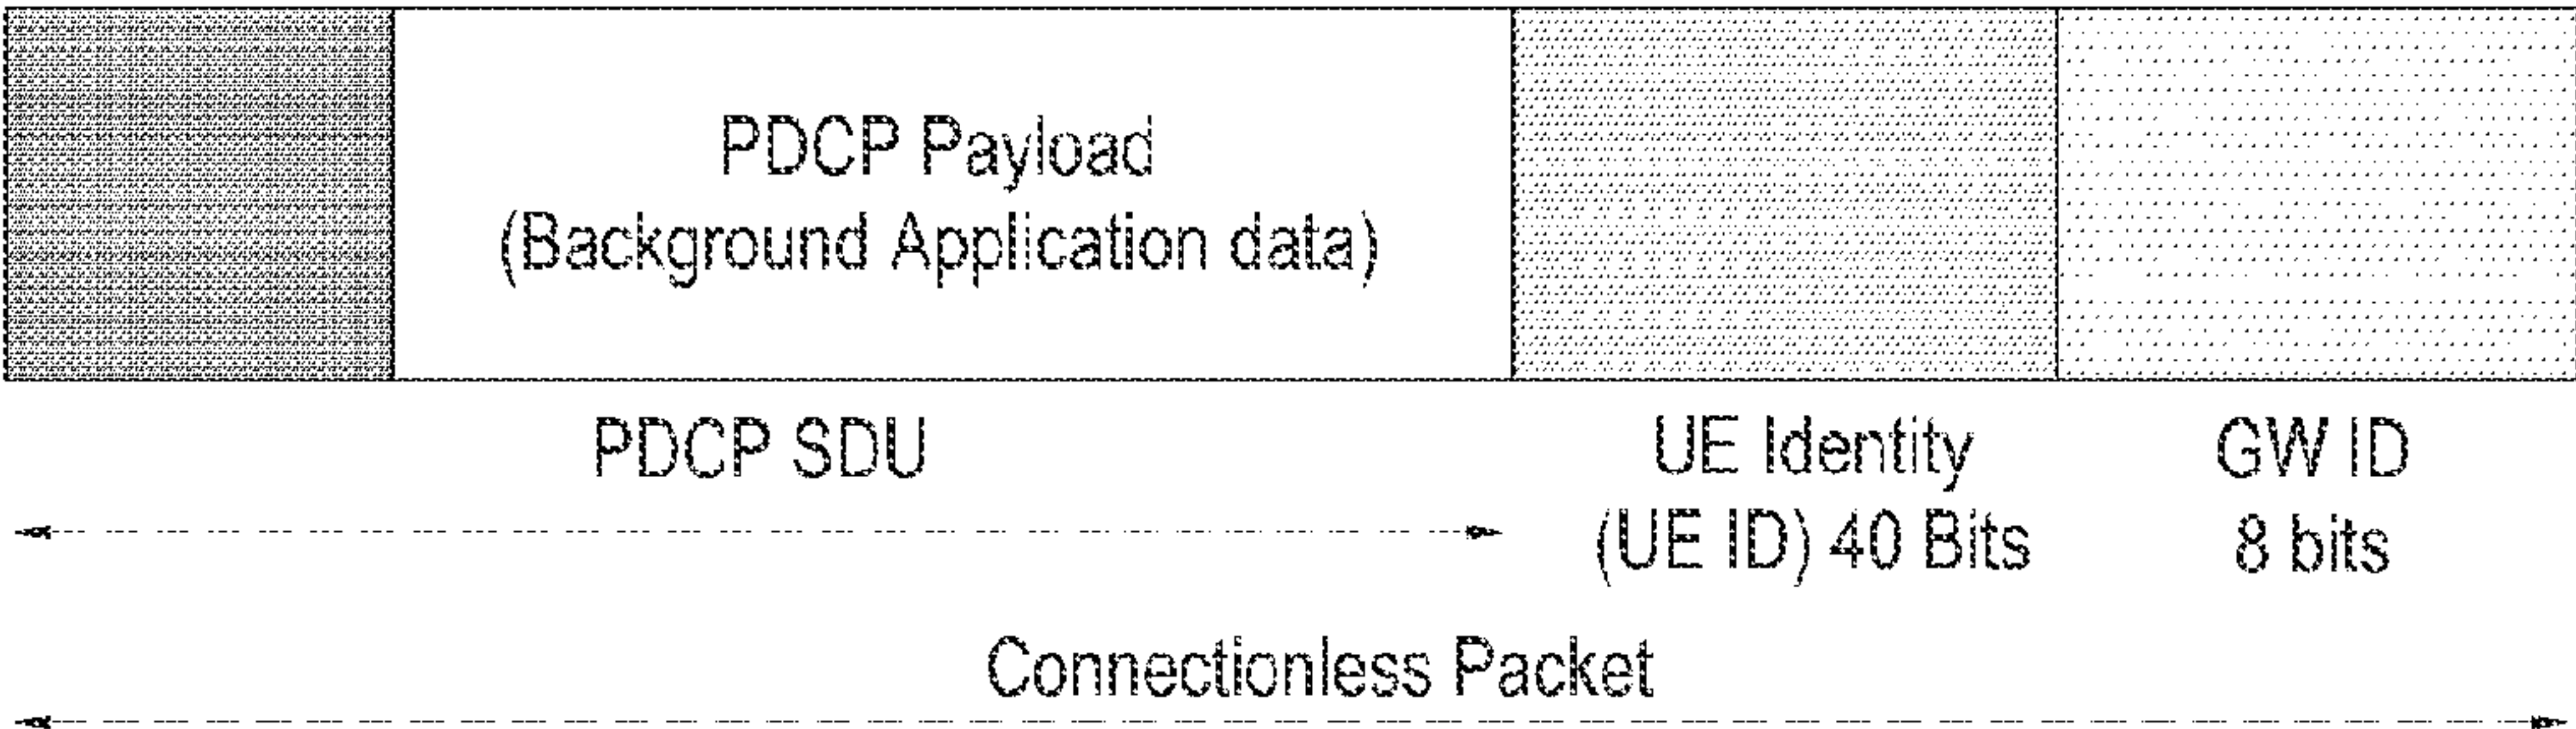 PDCP Payload
(Background Application data)
PDCP SDU
UE Identity
(UE ID) 40 Bits
GW ID
8 bits
Connectionless Packet